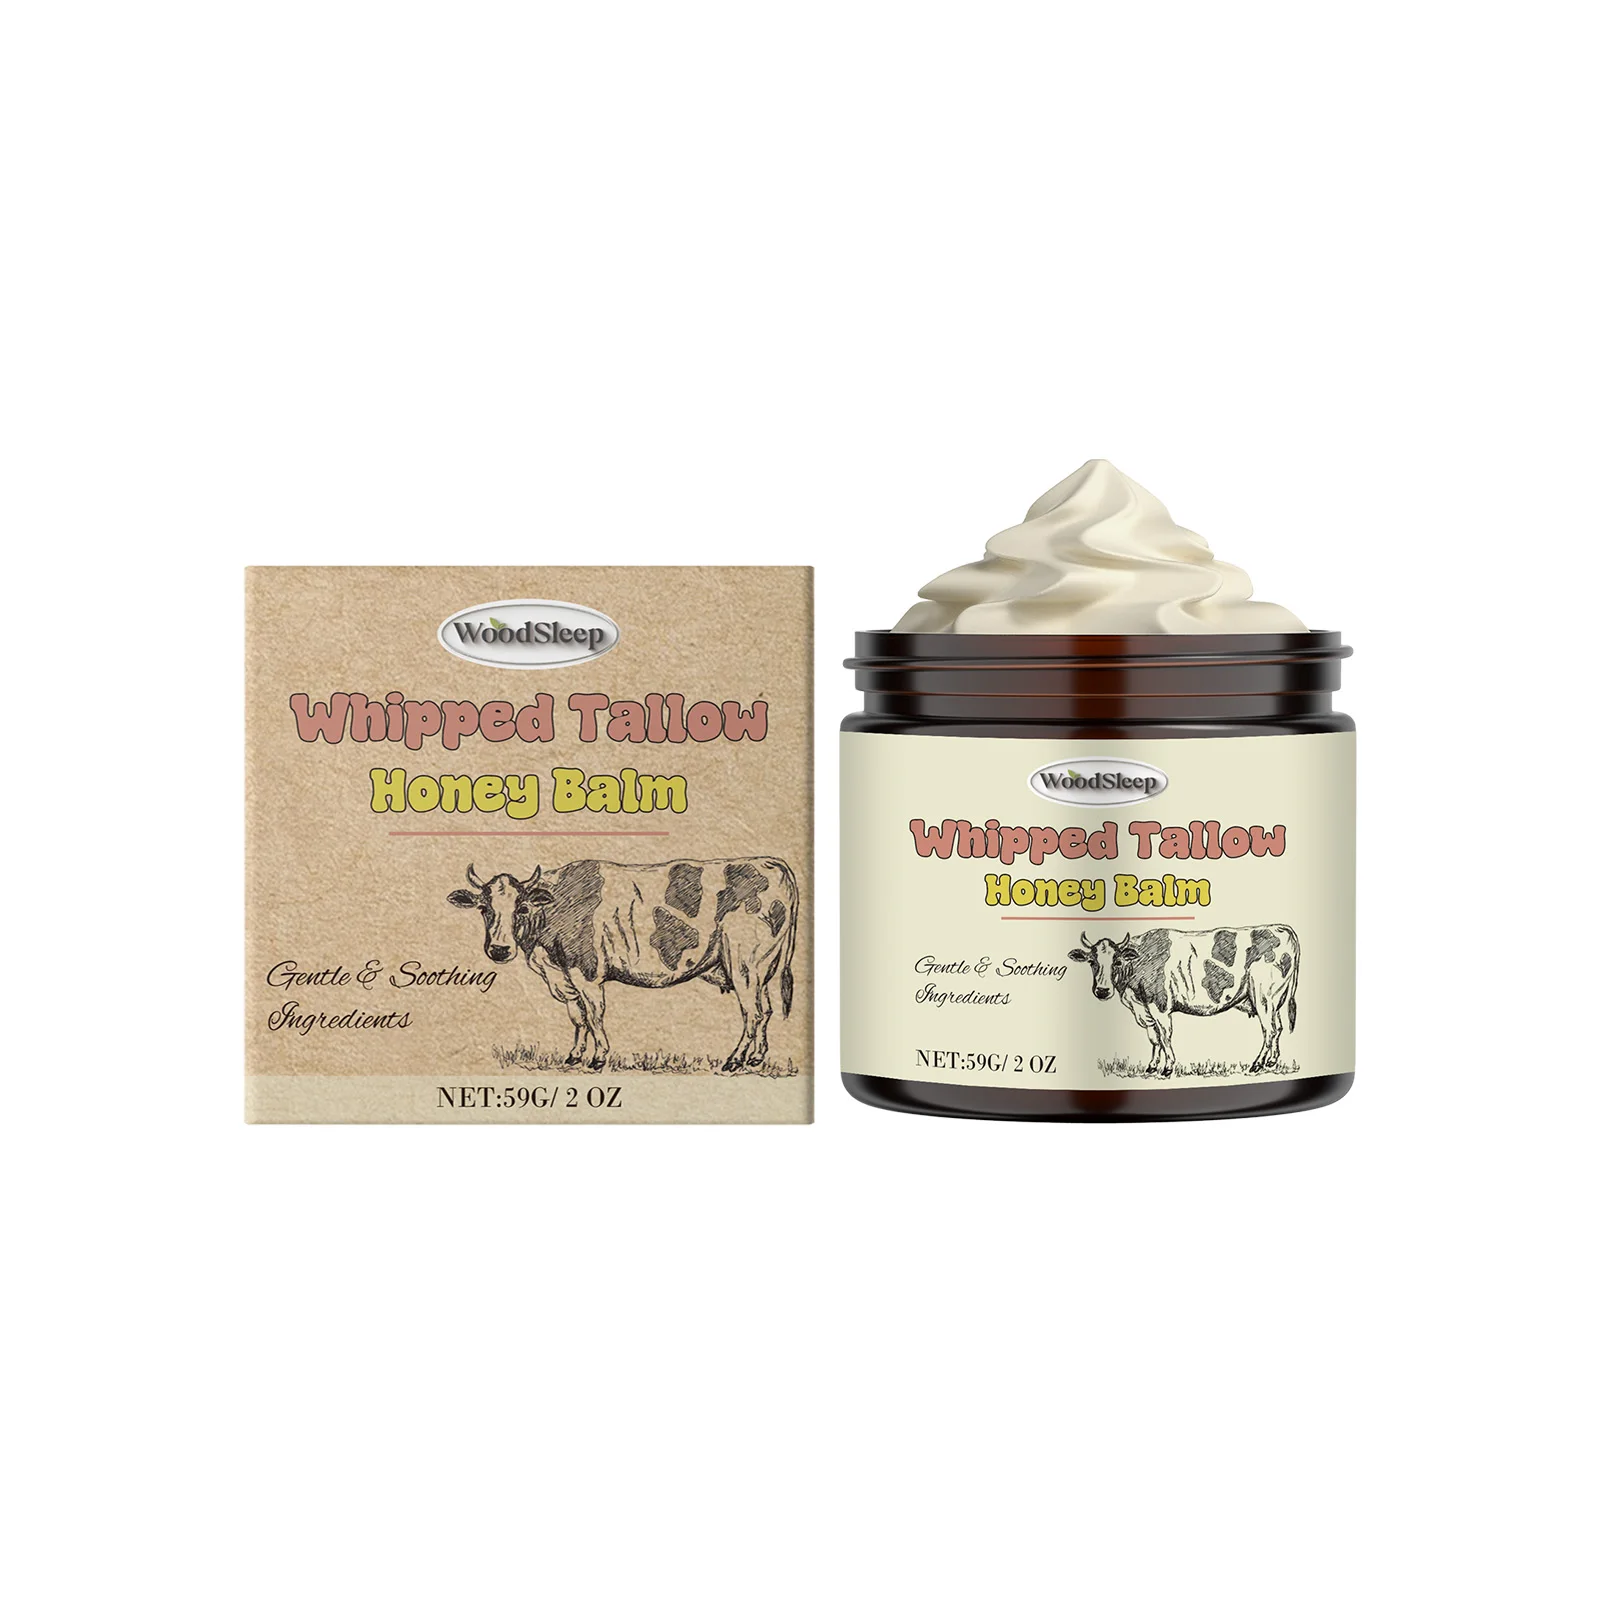 WoodSleep
Whipped Tallow
Honey Balm
Gentle & Soothing
Ingredients
NET:59G/ 2 OZ
WoodSleep
Whipped Tallow
Honey Balm
Gentle & Soothing
Ingredients
NET:59G/ 2 OZ